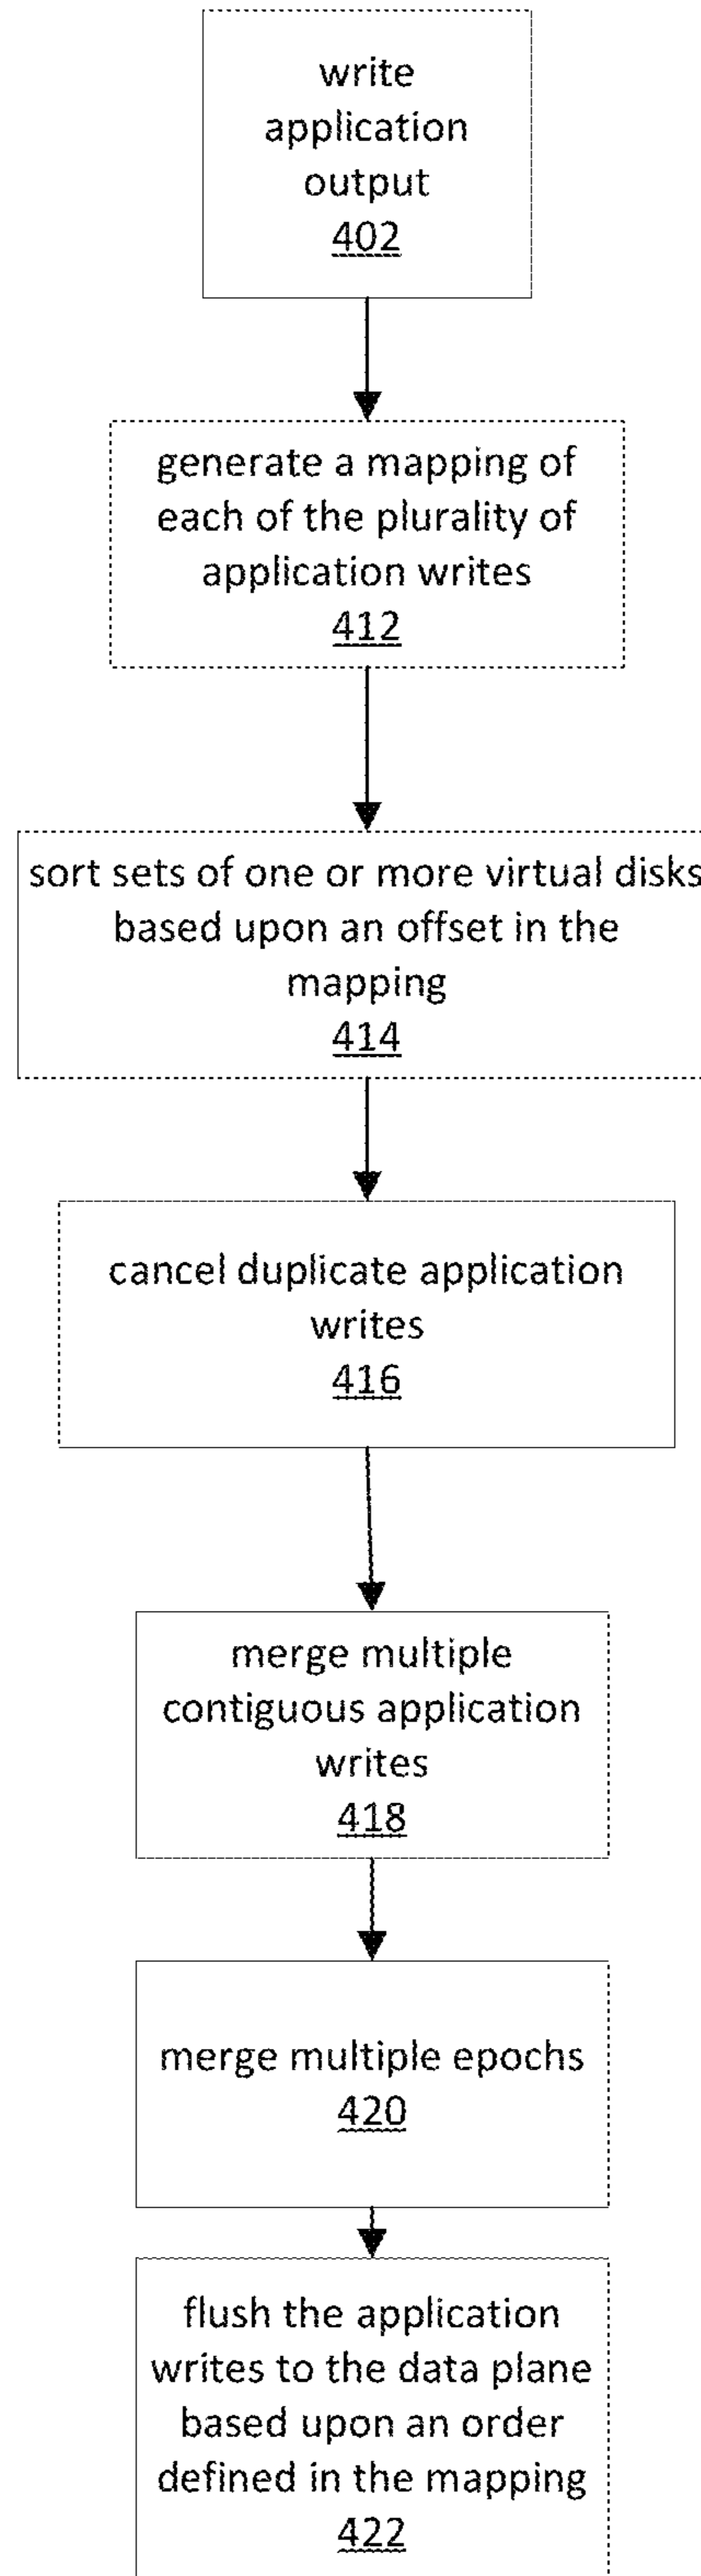 write
application
output
402
generate a mapping of
each of the plurality of
application writes
412
sort sets of one or more virtual disks
based upon an offset in the
mapping
414
cancel duplicate application
writes
416
merge multiple
contiguous application
writes
418
merge multiple epochs
420
flush the application
writes to the data plane
based upon an order
defined in the mapping
422